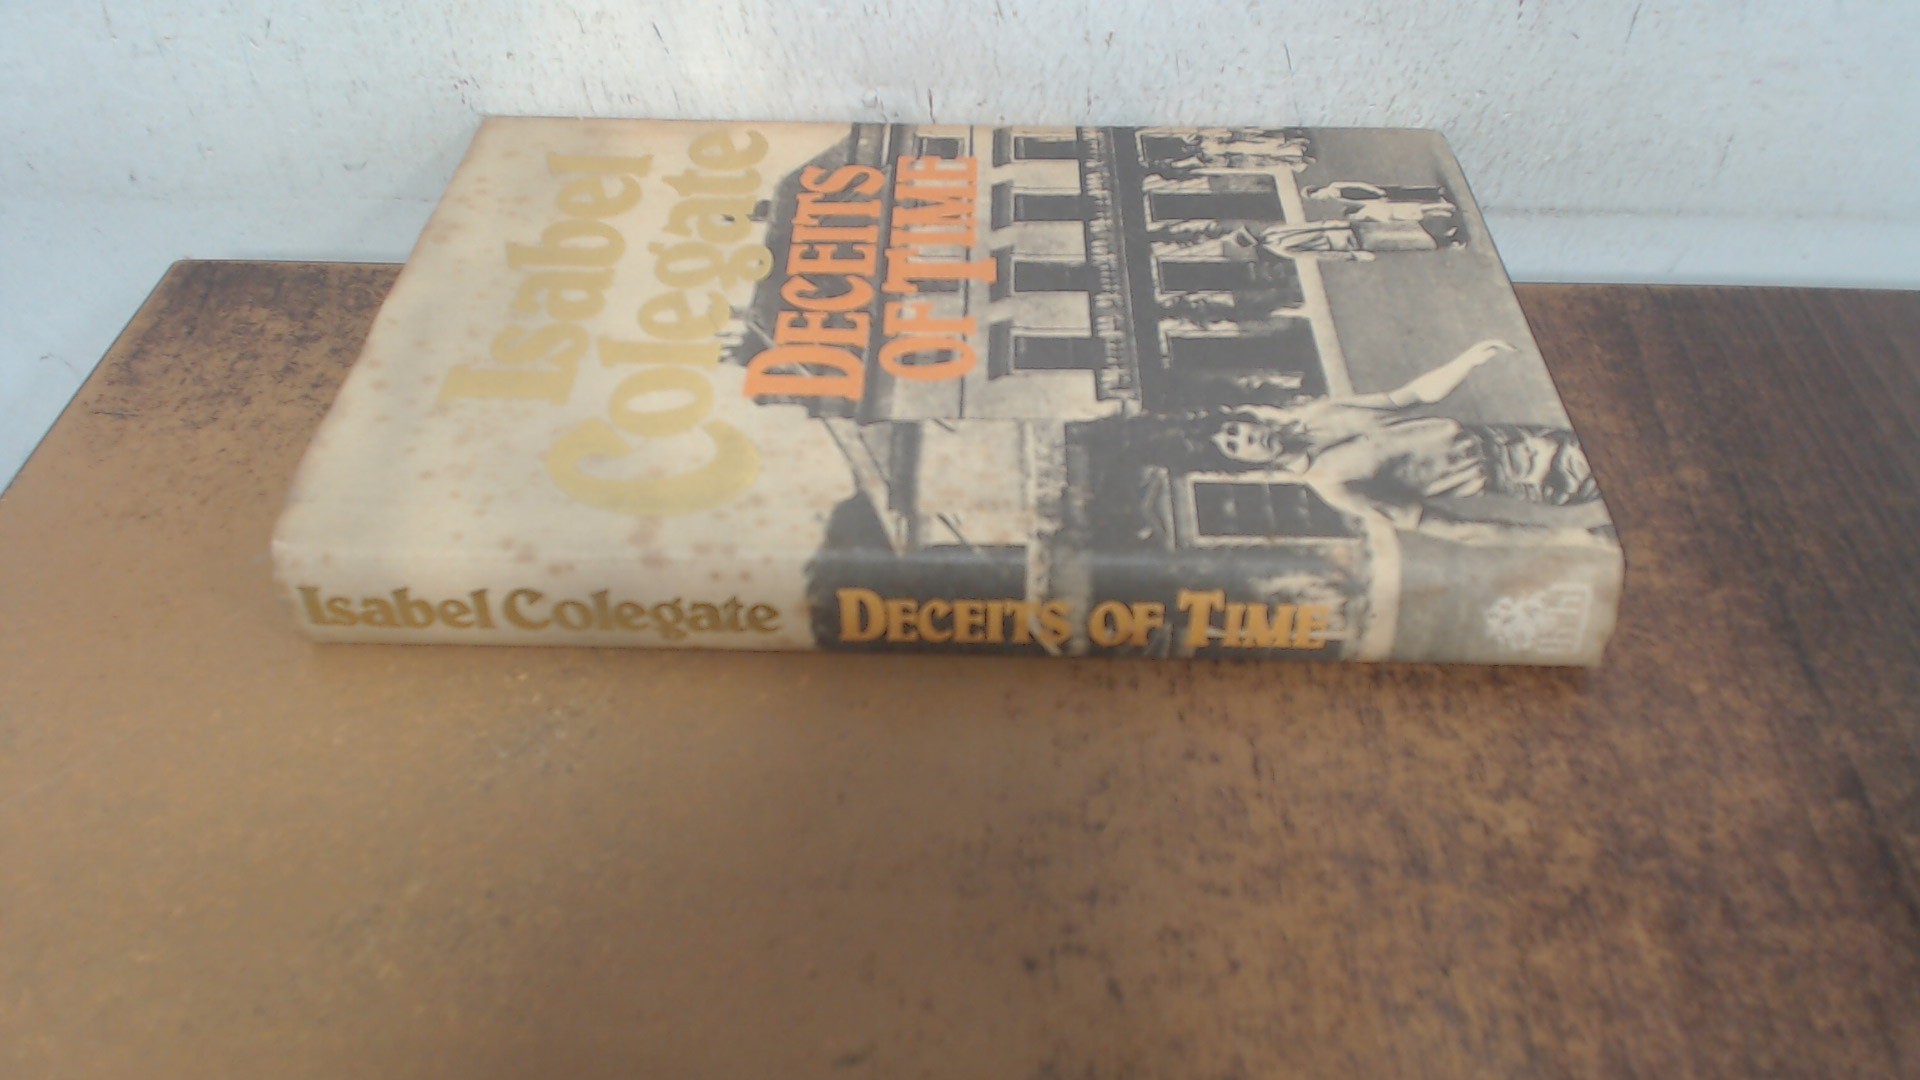 Isabel
Colegate
DECEITS
OF TIME
Isabel Colegate DECEITS OF TIME